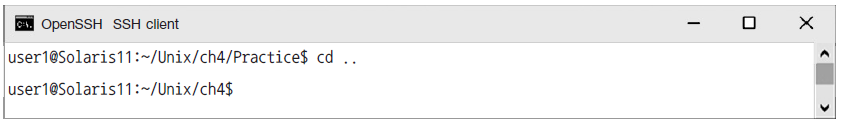 OpenSSH SSH client
user1@Solaris11:~/Unix/ch4/Practice$ cd ..
user1@Solaris11:~/Unix/ch4$